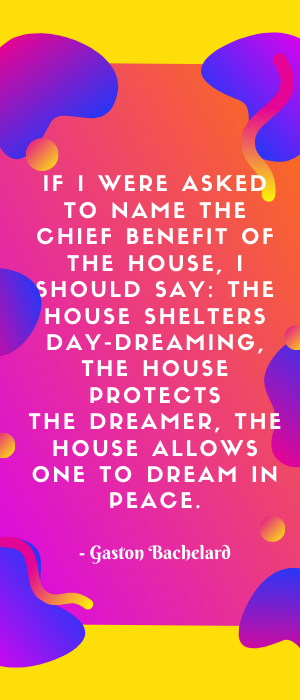 IF I WERE ASKED
TO NAME THE
CHIEF BENEFIT OF
THE HOUSE, I
SHOULD SAY: THE
HOUSE SHELTERS
DAY-DREAMING,
THE HOUSE
PROTECTS
THE DREAMER, THE
HOUSE ALLOWS
ONE TO DREAM IN
PEACE.
- Gaston Bachelard